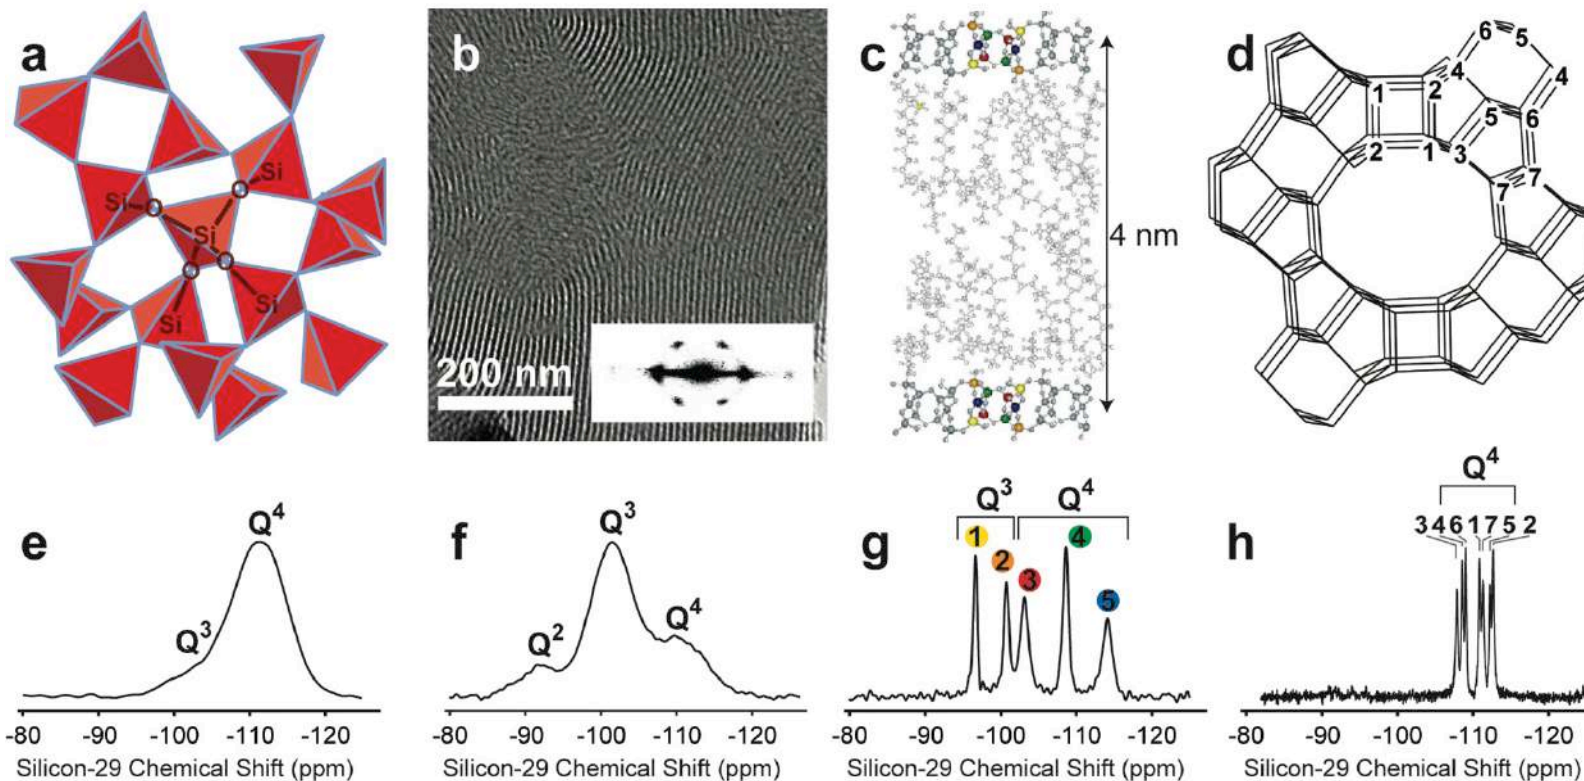 a
Si
Si
Si
Si
Si
b
200 nm
c
4 nm
d
6 5
4 4
1 2
5 6
2 1 3
7 7
e
Q⁴
Q³
-80 -90 -100 -110 -120
Silicon-29 Chemical Shift (ppm)
f
Q³
Q²
Q⁴
-80 -90 -100 -110 -120
Silicon-29 Chemical Shift (ppm)
g
Q³ Q⁴
1
2
3
4
5
-80 -90 -100 -110 -120
Silicon-29 Chemical Shift (ppm)
h
Q⁴
3 4 6 1 7 5 2
-80 -90 -100 -110 -120
Silicon-29 Chemical Shift (ppm)